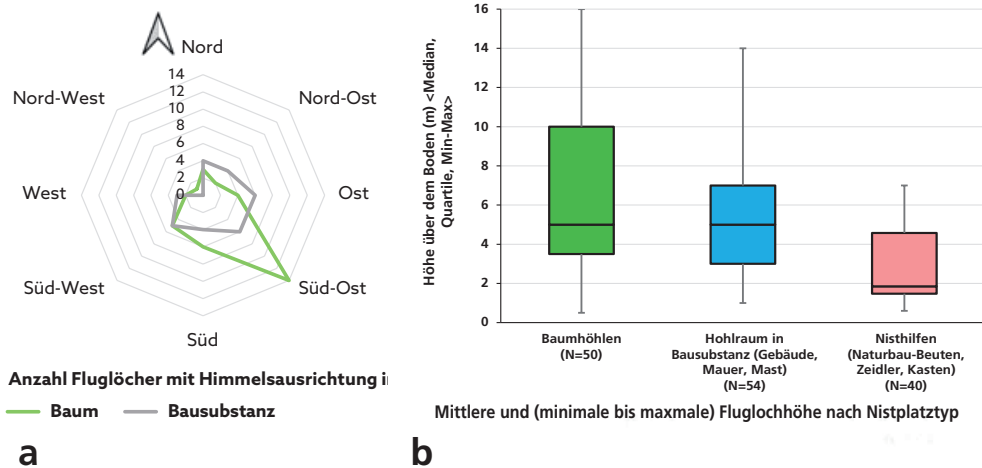 Nord
Nord-Ost
Ost
Süd-Ost
Süd
Süd-West
West
Nord-West
14
12
10
8
6
4
2
0
Anzahl Fluglöcher mit Himmelsausrichtung i
Baum
Bausubstanz
a
Höhe über dem Boden (m) <Median,
Quartile, Min-Max>
16
14
12
10
8
6
4
2
0
Baumhöhlen
(N=50)
Hohlraum in
Bausubstanz (Gebäude,
Mauer, Mast)
(N=54)
Nisthilfen
(Naturbau-Beuten,
Zeidler, Kasten)
(N=40)
Mittlere und (minimale bis maxmale) Fluglochhöhe nach Nistplatztyp
b